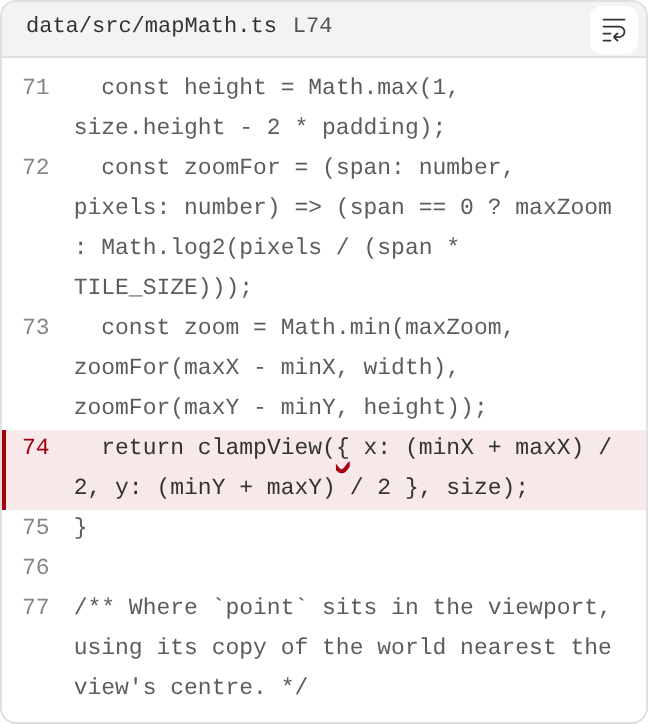 data/src/mapMath.ts L74
71   const height = Math.max(1,
size.height - 2 * padding);
72   const zoomFor = (span: number,
pixels: number) => (span == 0 ? maxZoom
: Math.log2(pixels / (span *
TILE_SIZE)));
73   const zoom = Math.min(maxZoom,
zoomFor(maxX - minX, width),
zoomFor(maxY - minY, height));
74   return clampView({ x: (minX + maxX) /
2, y: (minY + maxY) / 2 }, size);
75 }
76
77 /** Where `point` sits in the viewport,
using its copy of the world nearest the
view's centre. */